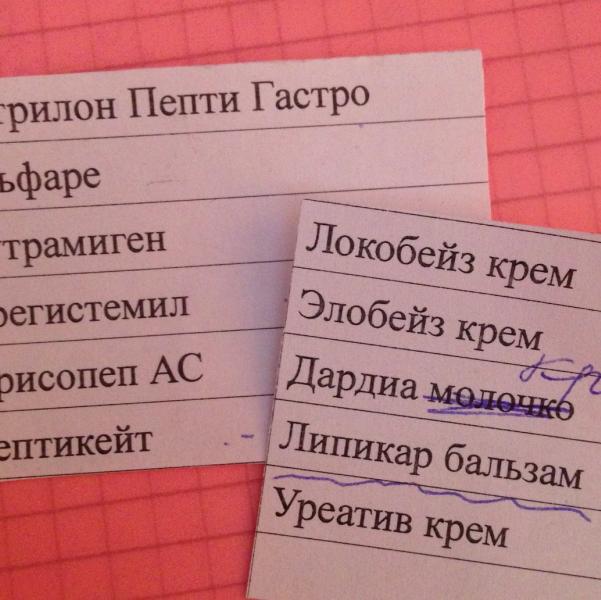 трилон Пепти Гастро
ьфаре
трамиген
регистемил
рисопеп АС
ептикейт
Локобейз крем
Элобейз крем
Дардиа молочко
Липикар бальзам
Уреатив крем